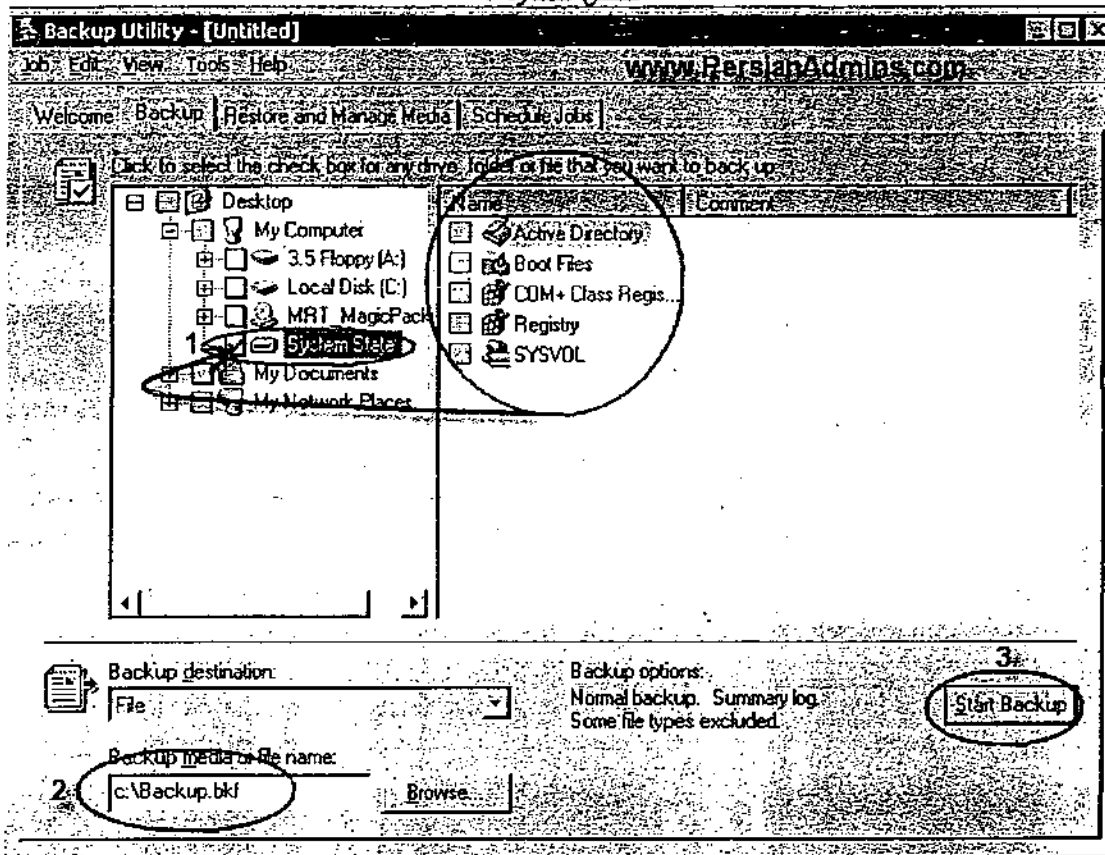 Backup Utility - [Untitled]
Job Edit View Tools Help
www.PersianAdmins.com
Welcome Backup Restore and Manage Media Schedule Jobs
Click to select the check box for any drive, folder or file that you want to back up.
Desktop
My Computer
3.5 Floppy (A:)
Local Disk (C:)
MRT_MagicPack
1 System State
My Documents
My Network Places
Name Comment
Active Directory
Boot Files
COM+ Class Regis...
Registry
SYSVOL
Backup destination:
File
Backup media or file name:
2 c:\Backup.bkf
Browse...
Backup options:
Normal backup. Summary log.
Some file types excluded.
3
Start Backup